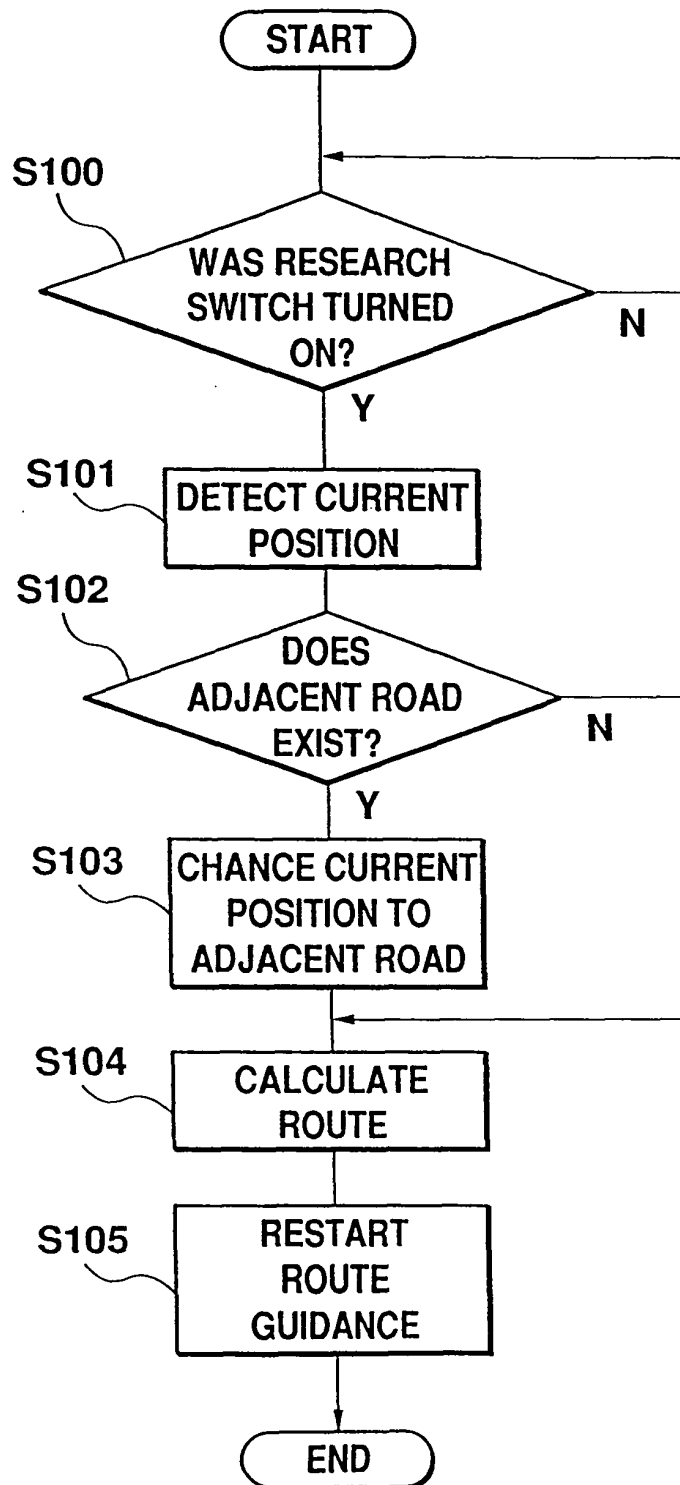 START
S100
WAS RESEARCH
SWITCH TURNED
ON?
N
Y
S101
DETECT CURRENT
POSITION
S102
DOES
ADJACENT ROAD
EXIST?
N
Y
S103
CHANCE CURRENT
POSITION TO
ADJACENT ROAD
S104
CALCULATE
ROUTE
S105
RESTART
ROUTE
GUIDANCE
END